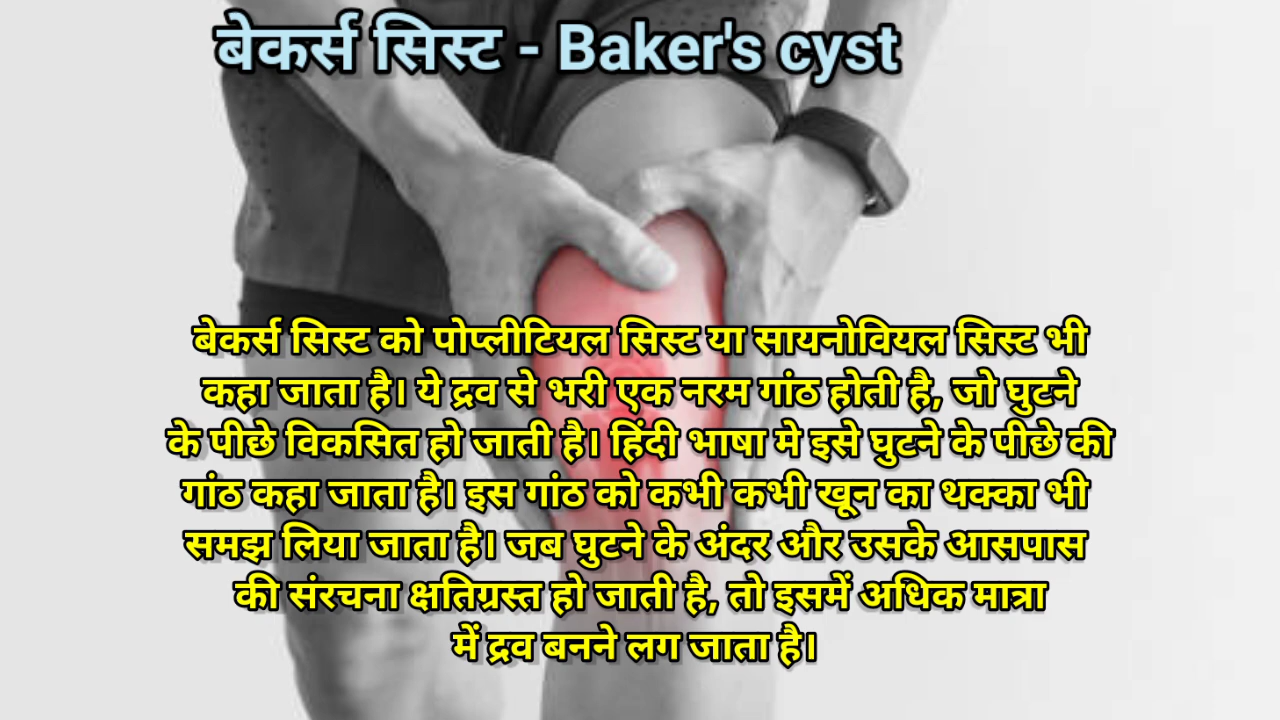 बेकर्स सिस्ट - Baker's cyst
बेकर्स सिस्ट को पोप्लीटियल सिस्ट या सायनोवियल सिस्ट भी
कहा जाता है। ये द्रव से भरी एक नरम गांठ होती है, जो घुटने
के पीछे विकसित हो जाती है। हिंदी भाषा मे इसे घुटने के पीछे की
गांठ कहा जाता है। इस गांठ को कभी कभी खून का थक्का भी
समझ लिया जाता है। जब घुटने के अंदर और उसके आसपास
की संरचना क्षतिग्रस्त हो जाती है, तो इसमें अधिक मात्रा
में द्रव बनने लग जाता है।